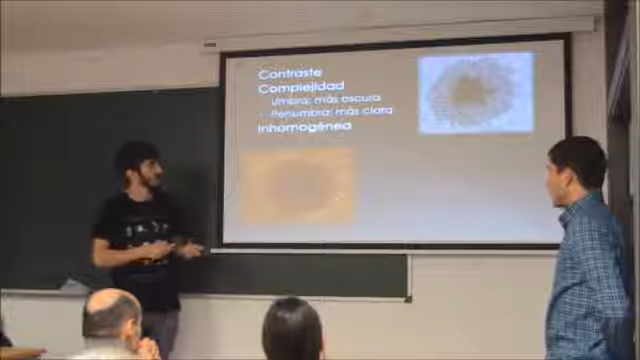 Contraste
Complejidad
Umbra: más oscura
Penumbra: más clara
Inhomogénea